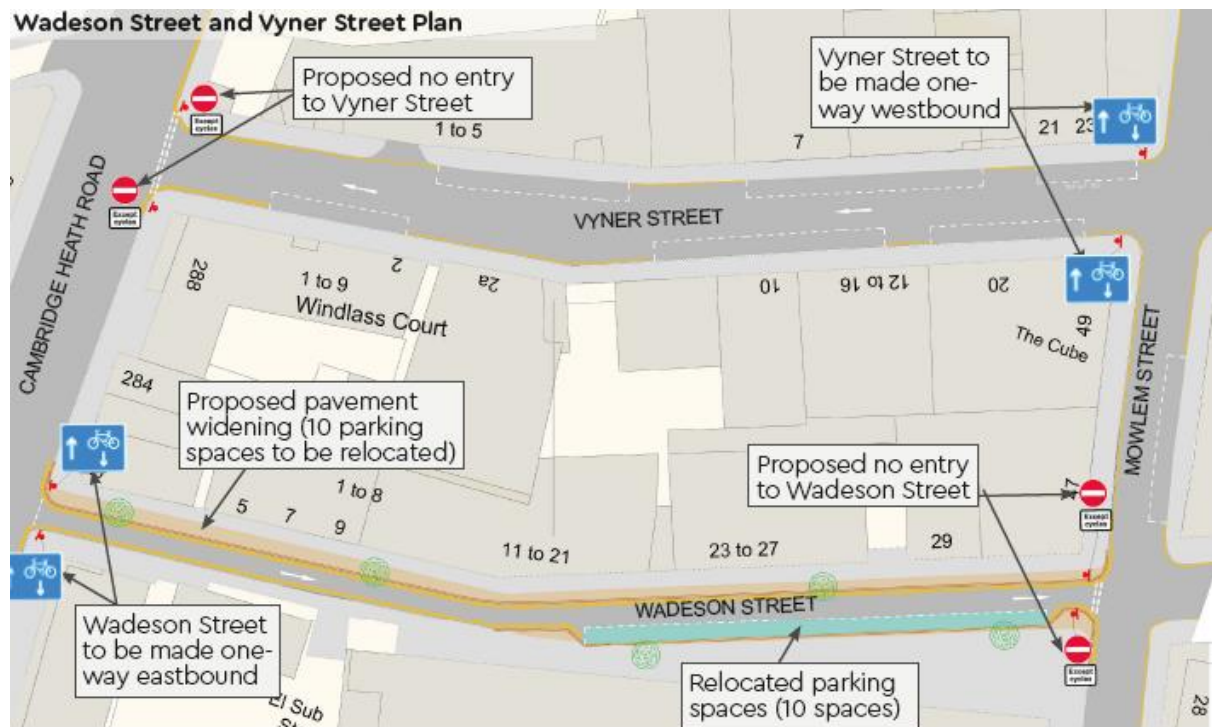 Wadeson Street and Vyner Street Plan
Proposed no entry
to Vyner Street
Except
cycles
Except
cycles
1 to 5
7
21
23
Vyner Street to
be made one-
way westbound
VYNER STREET
CAMBRIDGE HEATH ROAD
MOWLEM STREET
288
1 to 9
2
2a
Windlass Court
10
12 to 16
20
49
The Cube
284
Proposed pavement
widening (10 parking
spaces to be relocated)
1 to 8
5
7
9
11 to 21
23 to 27
29
47
Proposed no entry
to Wadeson Street
Except
cycles
WADESON STREET
Except
cycles
Wadeson Street
to be made one-
way eastbound
El Sub
Relocated parking
spaces (10 spaces)
28